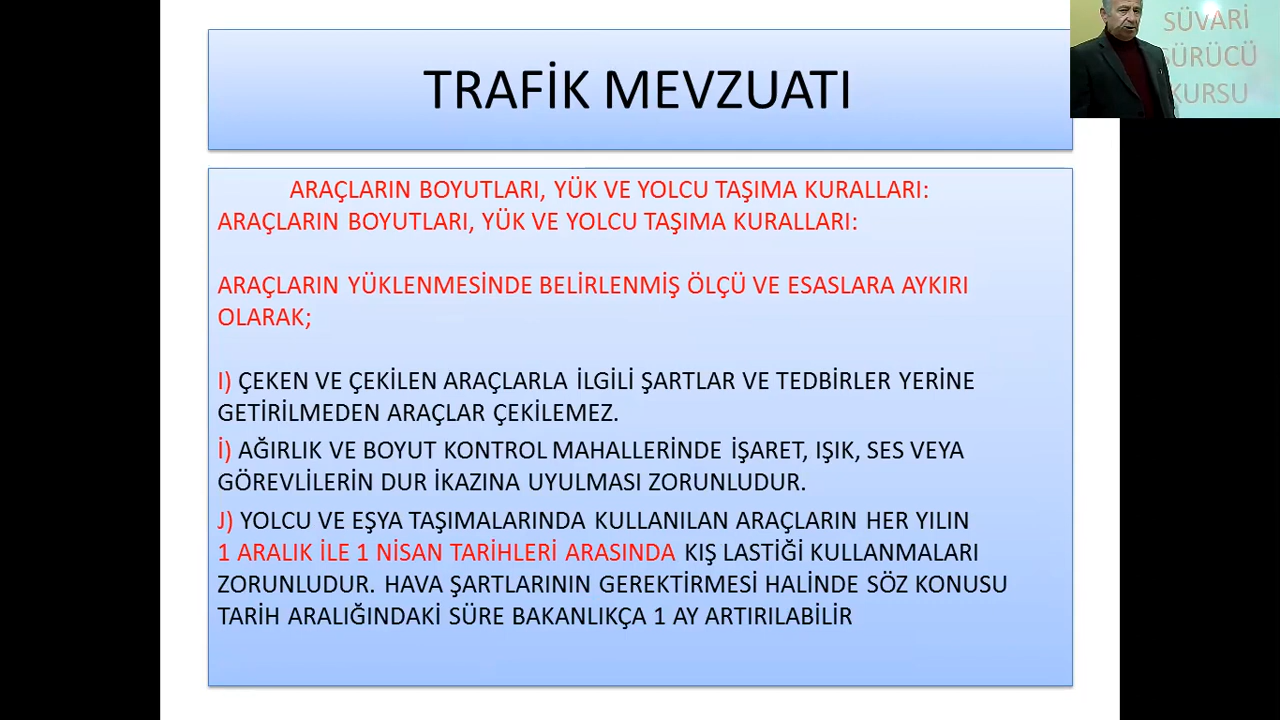 TRAFİK MEVZUATI
SÜVARİ
SÜRÜCÜ
KURSU
ARAÇLARIN BOYUTLARI, YÜK VE YOLCU TAŞIMA KURALLARI:
ARAÇLARIN BOYUTLARI, YÜK VE YOLCU TAŞIMA KURALLARI:
ARAÇLARIN YÜKLENMESİNDE BELİRLENMİŞ ÖLÇÜ VE ESASLARA AYKIRI
OLARAK;
I) ÇEKEN VE ÇEKİLEN ARAÇLARLA İLGİLİ ŞARTLAR VE TEDBİRLER YERİNE
GETİRİLMEDEN ARAÇLAR ÇEKİLEMEZ.
İ) AĞIRLIK VE BOYUT KONTROL MAHALLERİNDE İŞARET, IŞIK, SES VEYA
GÖREVLİLERİN DUR İKAZINA UYULMASI ZORUNLUDUR.
J) YOLCU VE EŞYA TAŞIMALARINDA KULLANILAN ARAÇLARIN HER YILIN
1 ARALIK İLE 1 NİSAN TARİHLERİ ARASINDA KIŞ LASTİĞİ KULLANMALARI
ZORUNLUDUR. HAVA ŞARTLARININ GEREKTİRMESİ HALİNDE SÖZ KONUSU
TARİH ARALIĞINDAKİ SÜRE BAKANLIKÇA 1 AY ARTIRILABİLİR